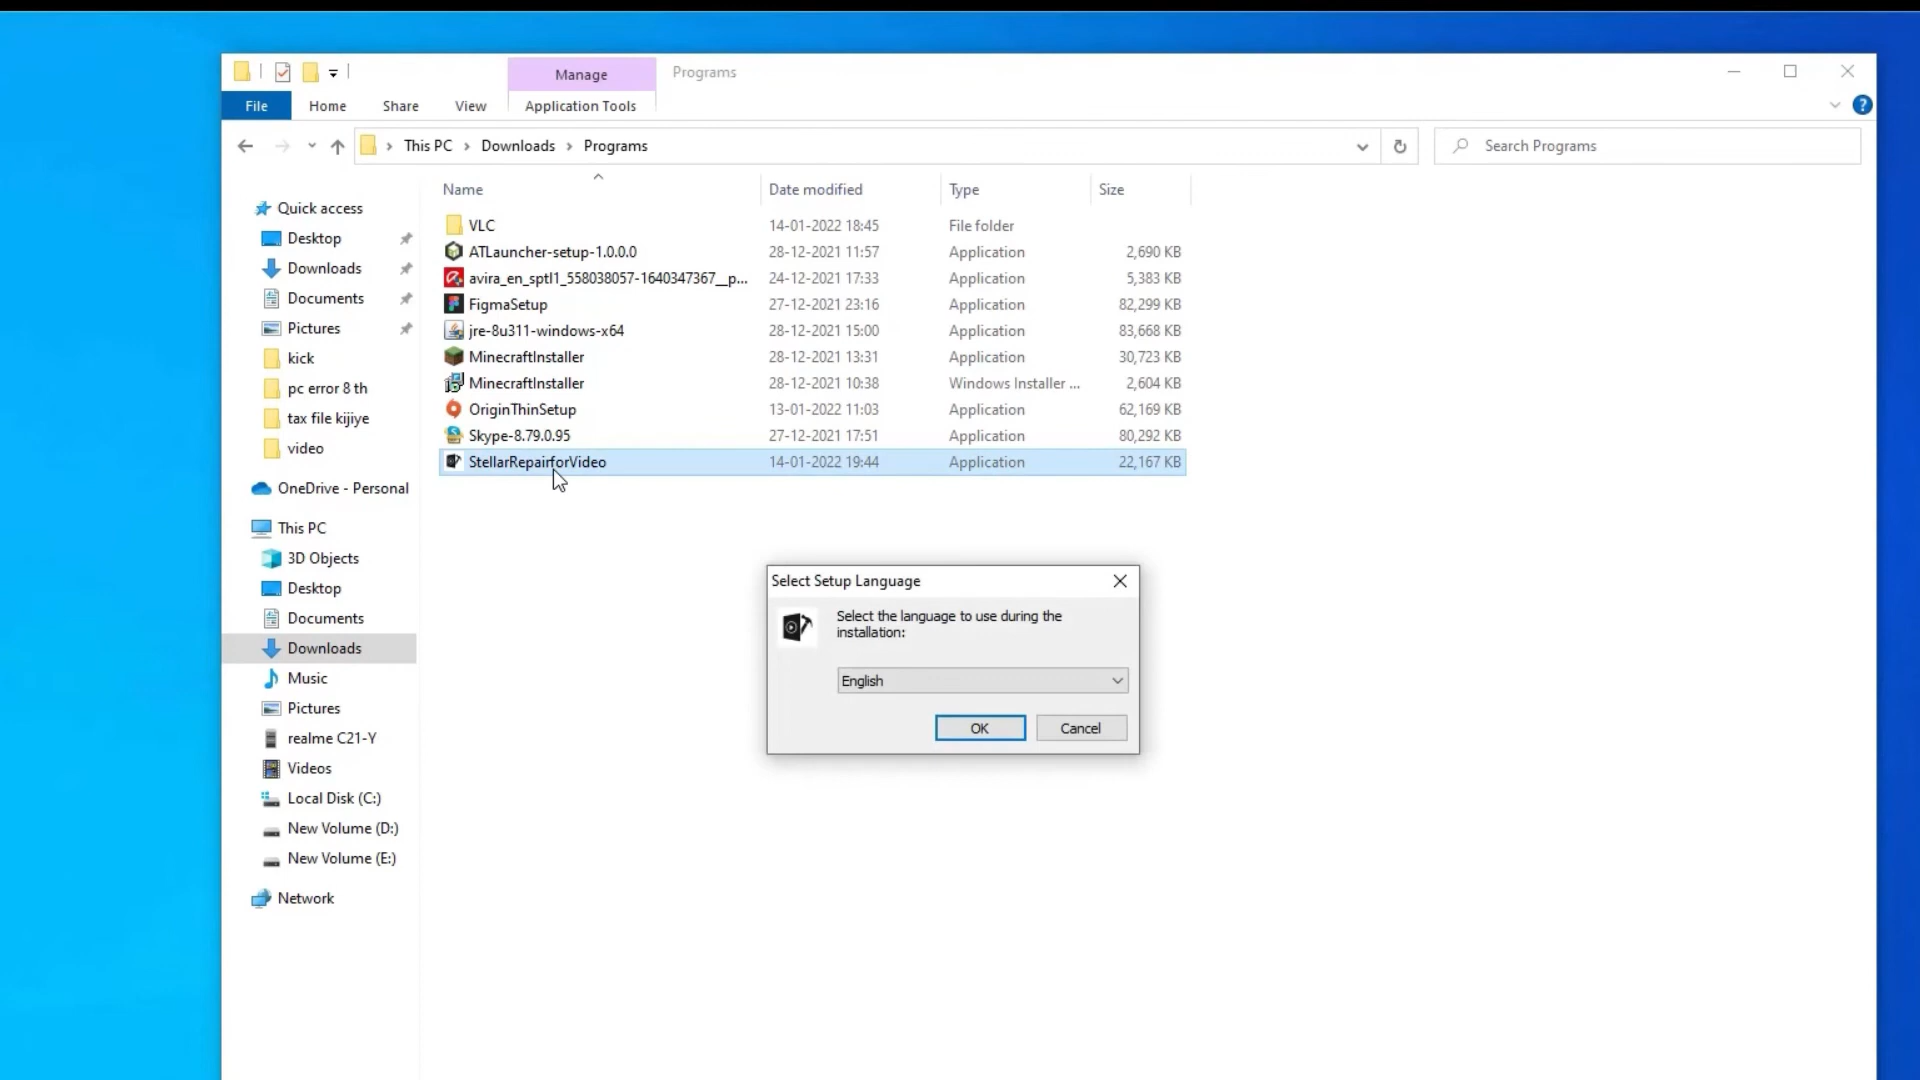 Manage
Programs
File
Home
Share
View
Application Tools
This PC
Downloads
Programs
Search Programs
Name
Date modified
Type
Size
VLC 14-01-2022 18:45 File folder
ATLauncher-setup-1.0.0.0 28-12-2021 11:57 Application 2,690 KB
avira_en_sptl1_558038057-1640347367__p... 24-12-2021 17:33 Application 5,383 KB
FigmaSetup 27-12-2021 23:16 Application 82,299 KB
jre-8u311-windows-x64 28-12-2021 15:00 Application 83,668 KB
MinecraftInstaller 28-12-2021 13:31 Application 30,723 KB
MinecraftInstaller 28-12-2021 10:38 Windows Installer ... 2,604 KB
OriginThinSetup 13-01-2022 11:03 Application 62,169 KB
Skype-8.79.0.95 27-12-2021 17:51 Application 80,292 KB
StellarRepairforVideo 14-01-2022 19:44 Application 22,167 KB
Quick access
Desktop
Downloads
Documents
Pictures
kick
pc error 8 th
tax file kijiye
video
OneDrive - Personal
This PC
3D Objects
Desktop
Documents
Downloads
Music
Pictures
realme C21-Y
Videos
Local Disk (C:)
New Volume (D:)
New Volume (E:)
Network
Select Setup Language
Select the language to use during the
installation:
English
OK
Cancel